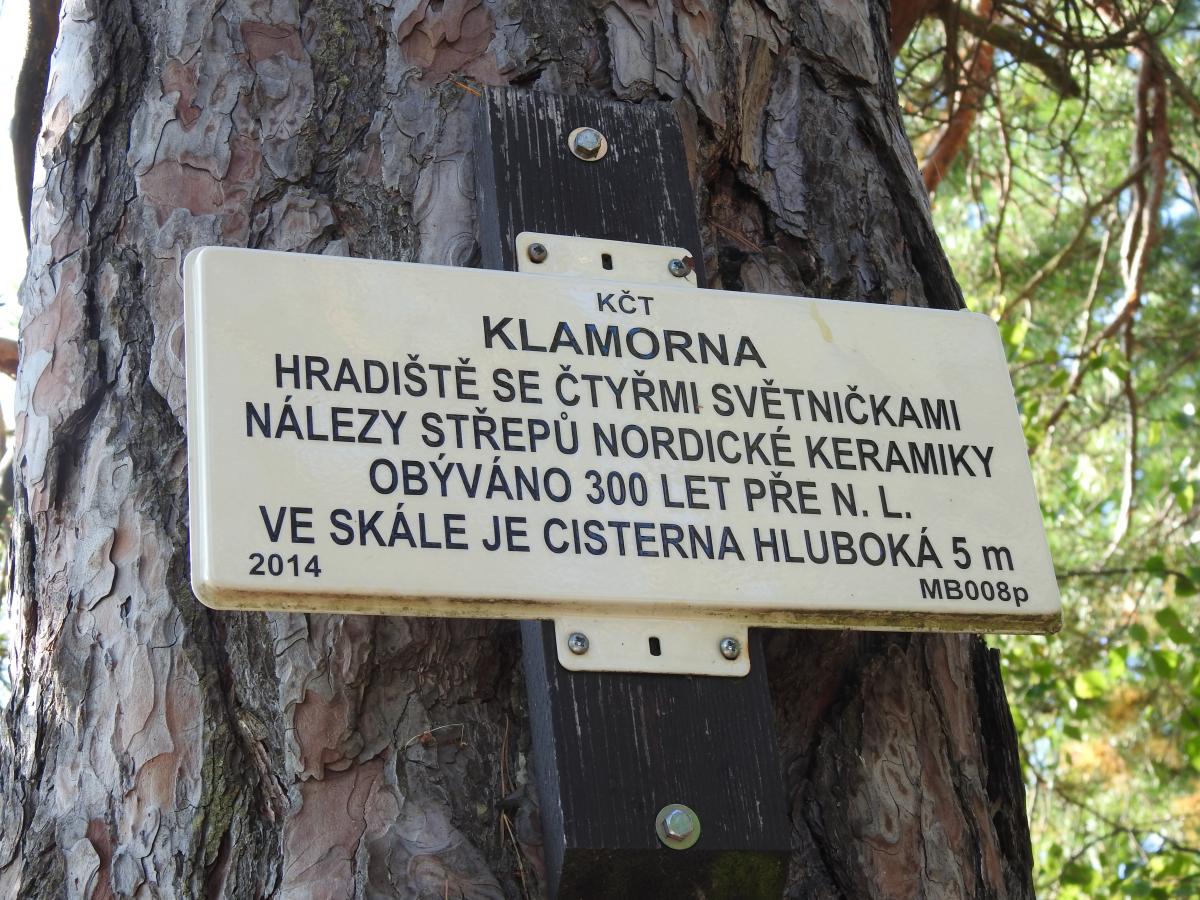 KČT
KLAMORNA
HRADIŠTĚ SE ČTYŘMI SVĚTNIČKAMI
NÁLEZY STŘEPŮ NORDICKÉ KERAMIKY
OBÝVÁNO 300 LET PŘE N. L.
VE SKÁLE JE CISTERNA HLUBOKÁ 5 m
2014
MB008p